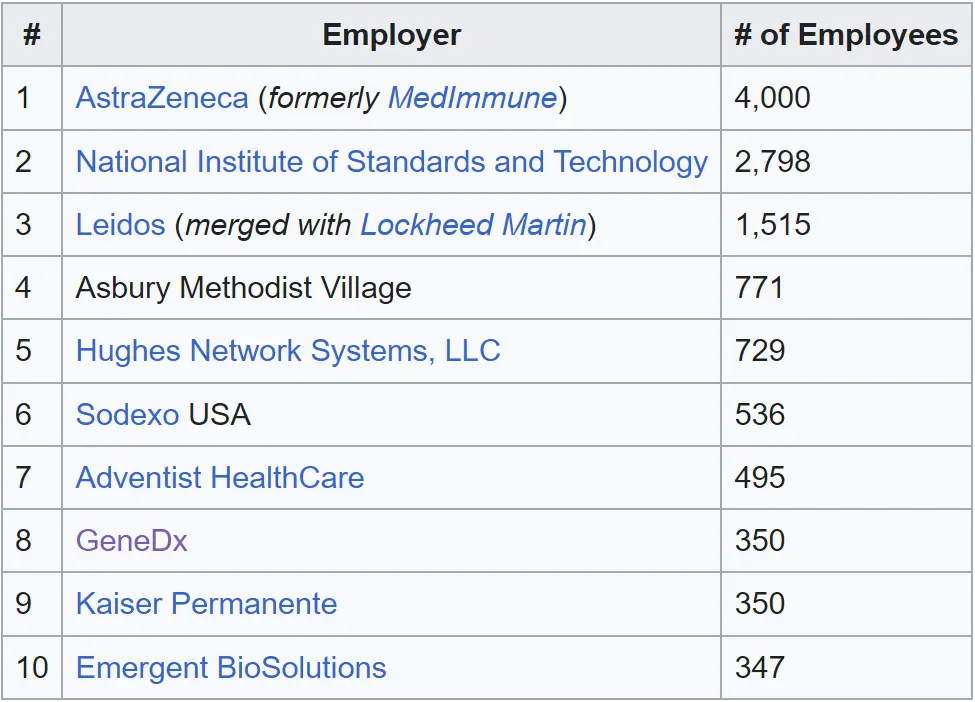 # Employer # of Employees
1 AstraZeneca (formerly MedImmune) 4,000
2 National Institute of Standards and Technology 2,798
3 Leidos (merged with Lockheed Martin) 1,515
4 Asbury Methodist Village 771
5 Hughes Network Systems, LLC 729
6 Sodexo USA 536
7 Adventist HealthCare 495
8 GeneDx 350
9 Kaiser Permanente 350
10 Emergent BioSolutions 347